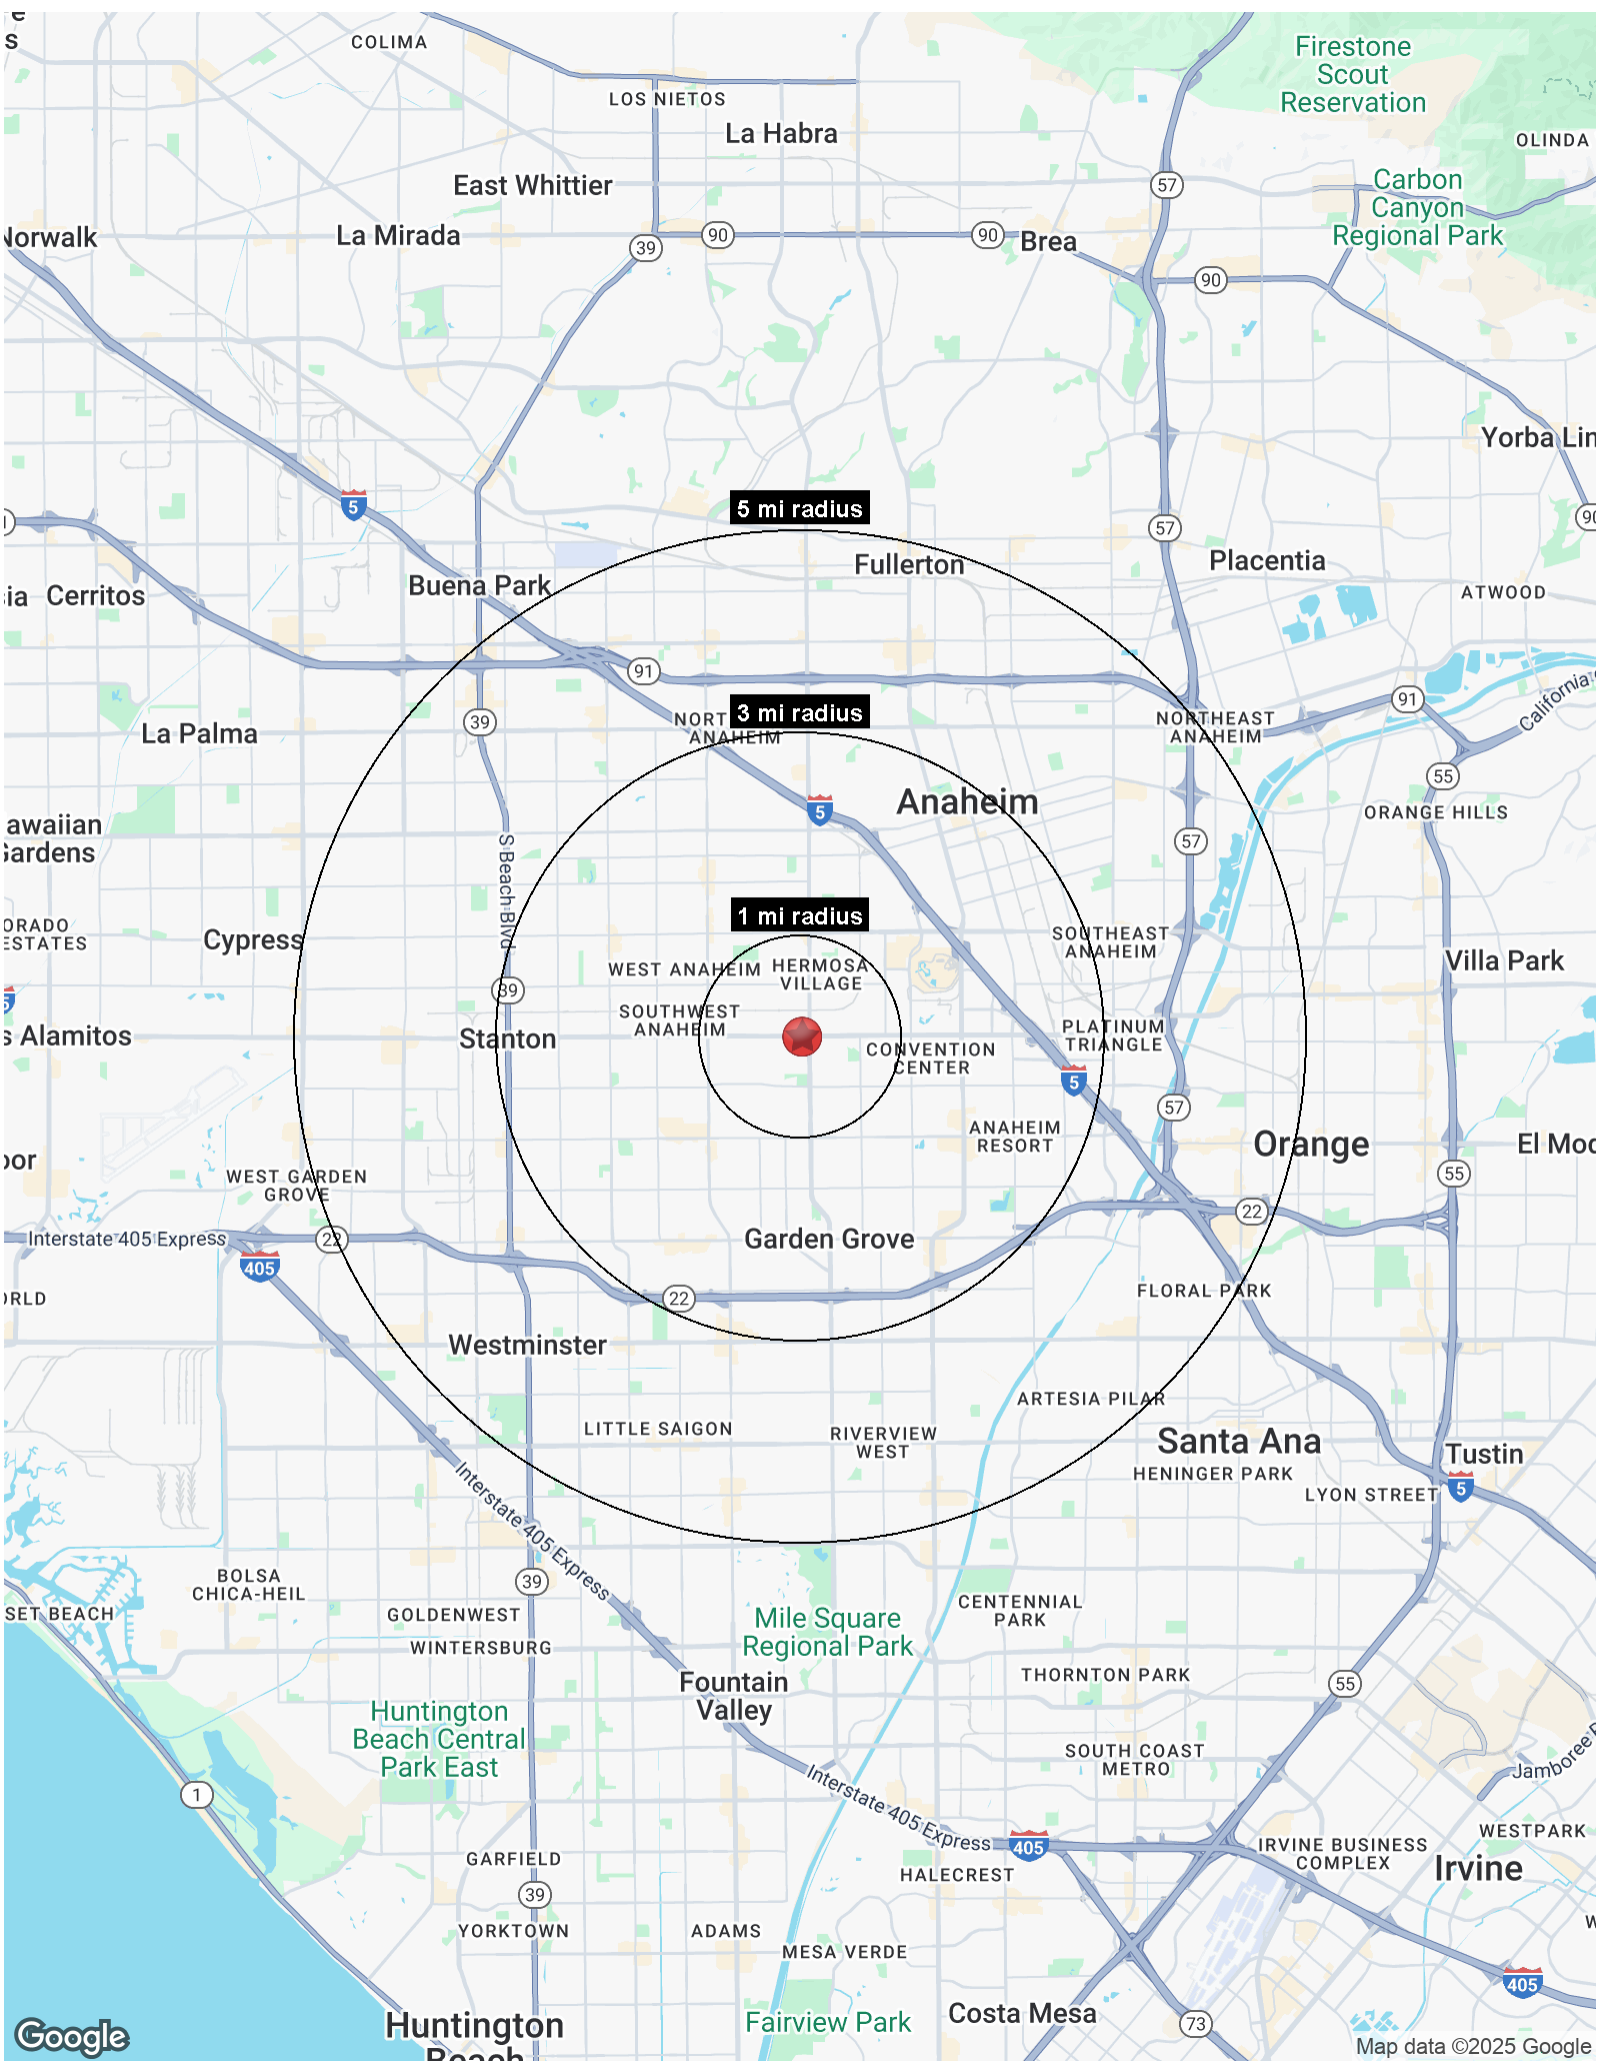 e
s
COLIMA
Firestone
Scout
Reservation
LOS NIETOS
La Habra
OLINDA
East Whittier
57
Carbon
Canyon
Regional Park
Norwalk
La Mirada
39
90
90
Brea
90
5
Yorba Lin
5 mi radius
57
90
Fullerton
Placentia
Buena Park
ia
Cerritos
ATWOOD
91
91
California
39
3 mi radius
NORT
ANAHEIM
NORTHEAST
ANAHEIM
La Palma
55
5
Anaheim
ORANGE HILLS
awaiian
Gardens
S Beach Blvd
57
1 mi radius
ORADO
ESTATES
Cypress
SOUTHEAST
ANAHEIM
Villa Park
WEST ANAHEIM
HERMOSA
VILLAGE
39
5
SOUTHWEST
ANAHEIM
s Alamitos
Stanton
PLATINUM
TRIANGLE
CONVENTION
CENTER
5
57
ANAHEIM
RESORT
Orange
El Mod
oor
WEST GARDEN
GROVE
55
22
Interstate 405 Express
22
Garden Grove
405
ORLD
22
FLORAL PARK
Westminster
ARTESIA PILAR
LITTLE SAIGON
RIVERVIEW
WEST
Santa Ana
Tustin
HENINGER PARK
LYON STREET
5
Interstate 405 Express
BOLSA
CHICA-HEIL
39
SET BEACH
GOLDENWEST
CENTENNIAL
PARK
Mile Square
Regional Park
WINTERSBURG
THORNTON PARK
Fountain
Valley
55
Huntington
Beach Central
Park East
SOUTH COAST
METRO
Jamboree
1
Interstate 405 Express
405
WESTPARK
IRVINE BUSINESS
COMPLEX
Irvine
GARFIELD
HALECREST
39
YORKTOWN
ADAMS
MESA VERDE
W
405
Costa Mesa
Fairview Park
73
Huntington
Beach
Google
Map data ©2025 Google